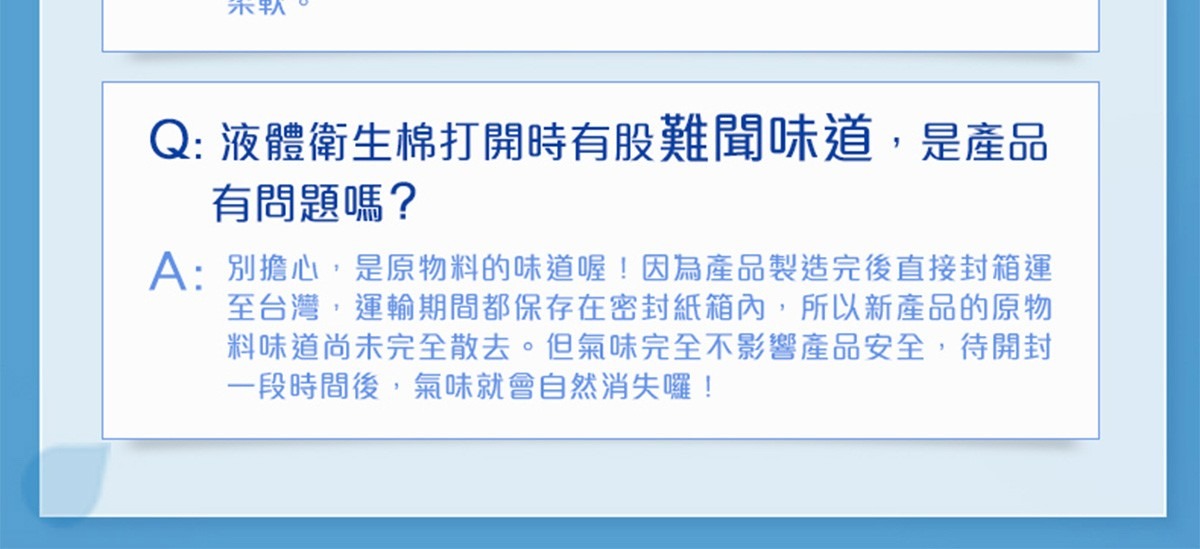 柔軟。
Q: 液體衛生棉打開時有股難聞味道，是產品
有問題嗎？
A: 別擔心，是原物料的味道喔！因為產品製造完後直接封箱運
至台灣，運輸期間都保存在密封紙箱內，所以新產品的原物
料味道尚未完全散去。但氣味完全不影響產品安全，待開封
一段時間後，氣味就會自然消失囉！